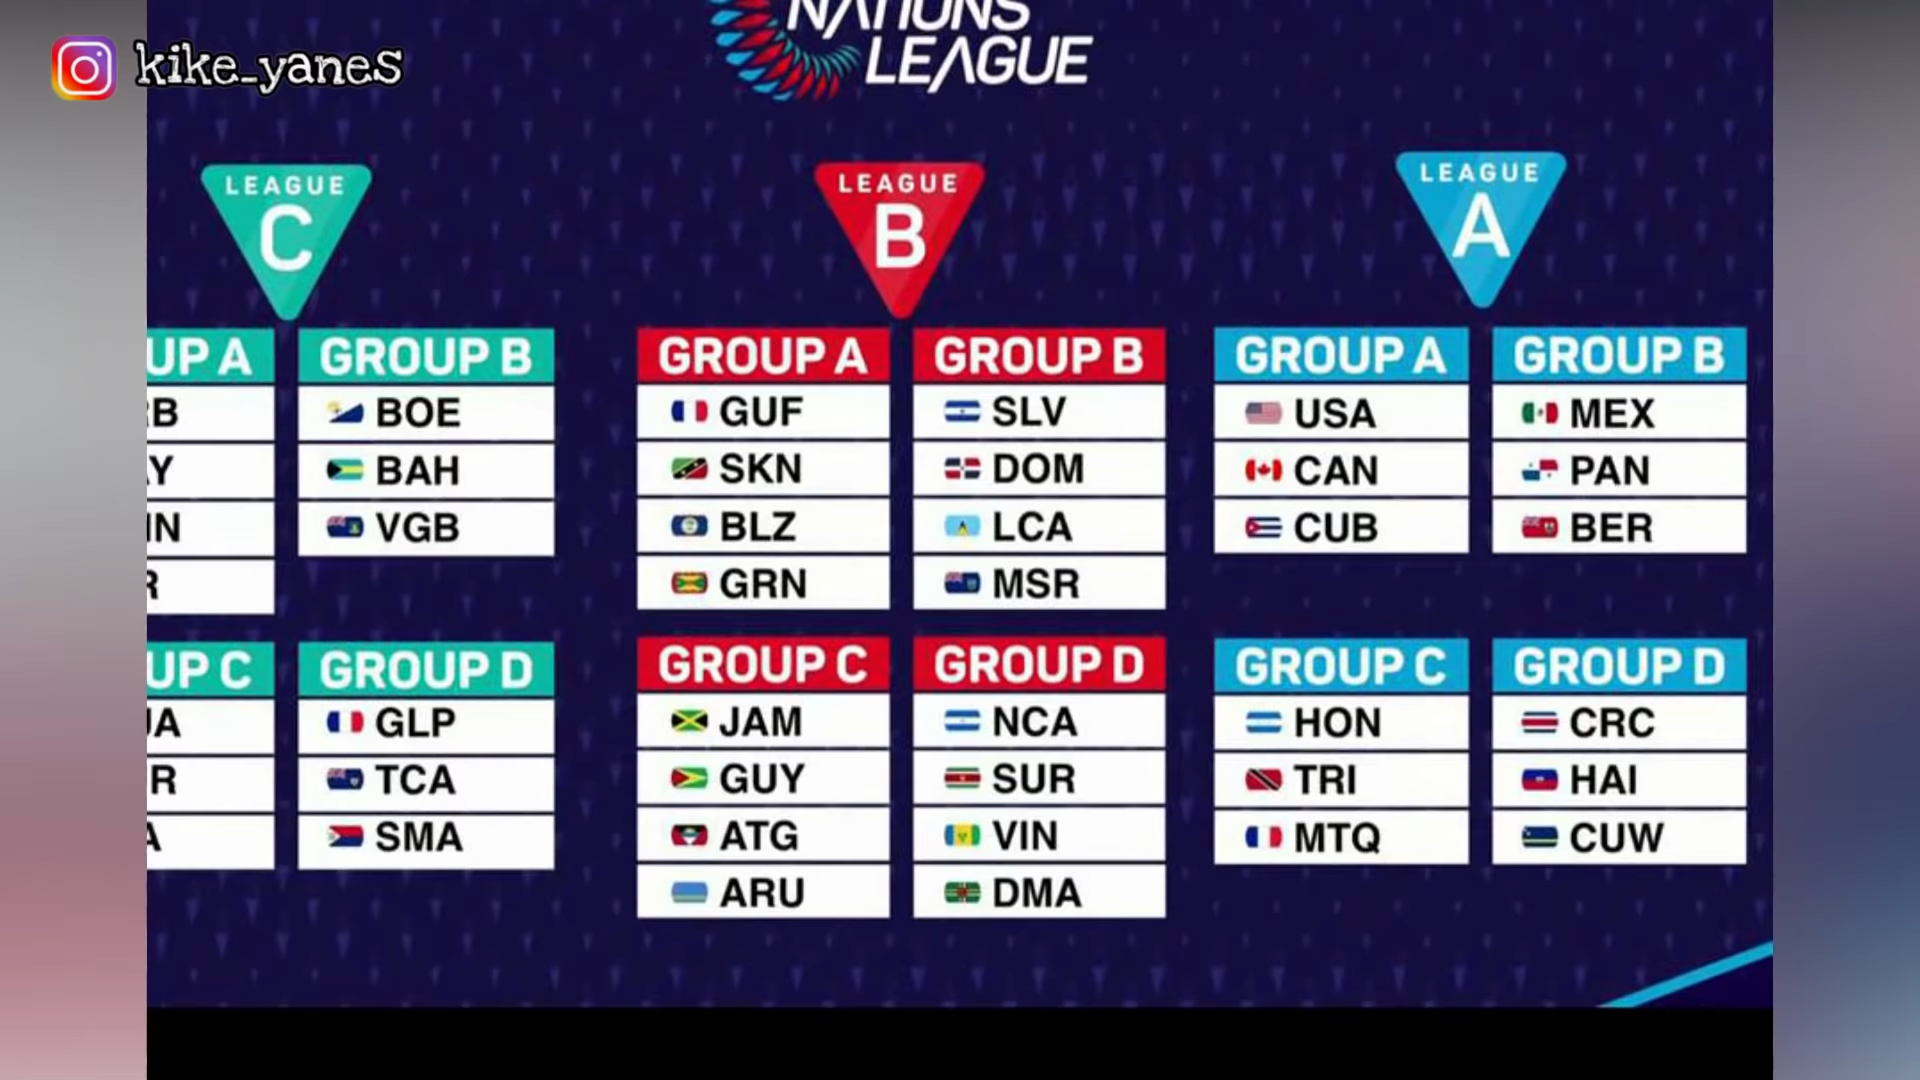 kike_yanes
NATIONS
LEAGUE
LEAGUE
C
GROUP B
BOE
BAH
VGB
GROUP D
GLP
TCA
SMA
LEAGUE
B
GROUP A
GUF
SKN
BLZ
GRN
GROUP B
SLV
DOM
LCA
MSR
GROUP C
JAM
GUY
ATG
ARU
GROUP D
NCA
SUR
VIN
DMA
LEAGUE
A
GROUP A
USA
CAN
CUB
GROUP B
MEX
PAN
BER
GROUP C
HON
TRI
MTQ
GROUP D
CRC
HAI
CUW